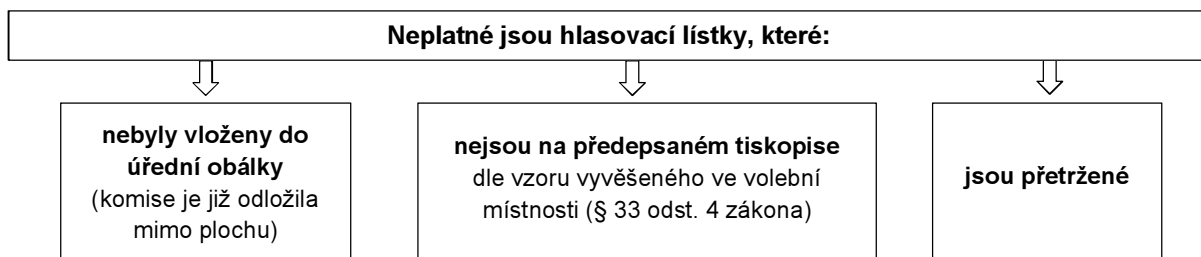 Neplatné jsou hlasovací lístky, které:
nebyly vloženy do
úřední obálky
(komise je již odložila
mimo plochu)
nejsou na předepsaném tiskopise
dle vzoru vyvěšeného ve volební
místnosti (§ 33 odst. 4 zákona)
jsou přetržené